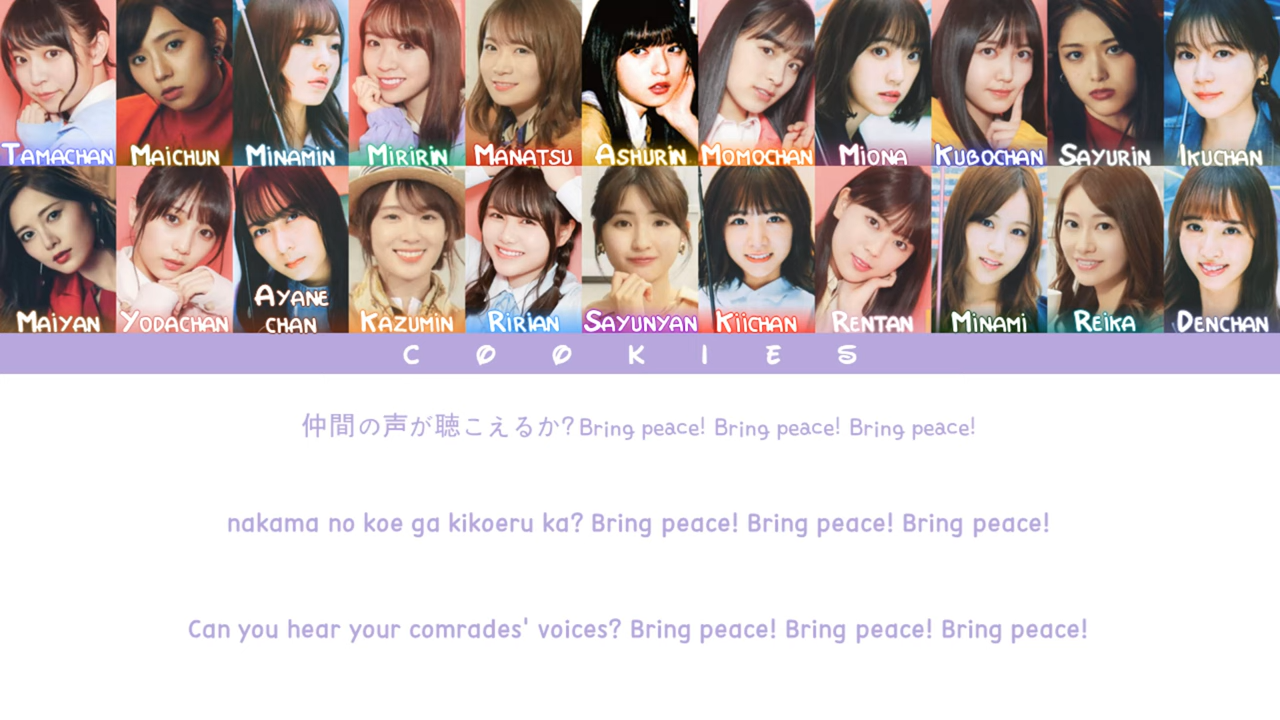 TAMACHAN MAICHUN MINAMIN MIRIRIN MANATSU ASHURIN MOMOCHAN MIONA KUBOCHAN SAYURIN IKUCHAN
MAIYAN YODACHAN AYANE CHAN KAZUMIN RIRIAN SAYUNYAN KIICHAN RENTAN MINAMI REIKA DENCHAN
COOKIES
仲間の声が聴こえるか?Bring peace! Bring peace! Bring peace!
nakama no koe ga kikoeru ka? Bring peace! Bring peace! Bring peace!
Can you hear your comrades' voices? Bring peace! Bring peace! Bring peace!